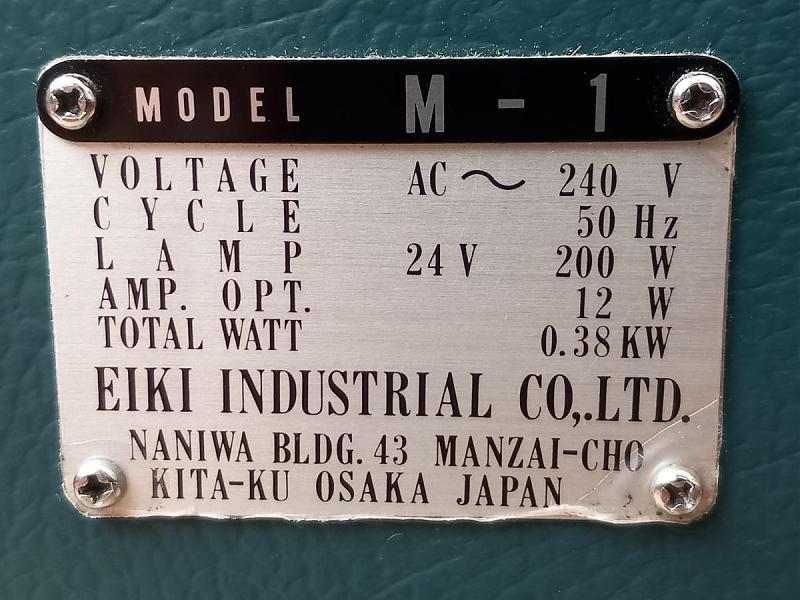 MODEL M - 1
VOLTAGE AC ～ 240 V
CYCLE 50 Hz
LAMP 24 V 200 W
AMP. OPT. 12 W
TOTAL WATT 0.38 KW
EIKI INDUSTRIAL CO,.LTD.
NANIWA BLDG. 43 MANZAI-CHO
KITA-KU OSAKA JAPAN